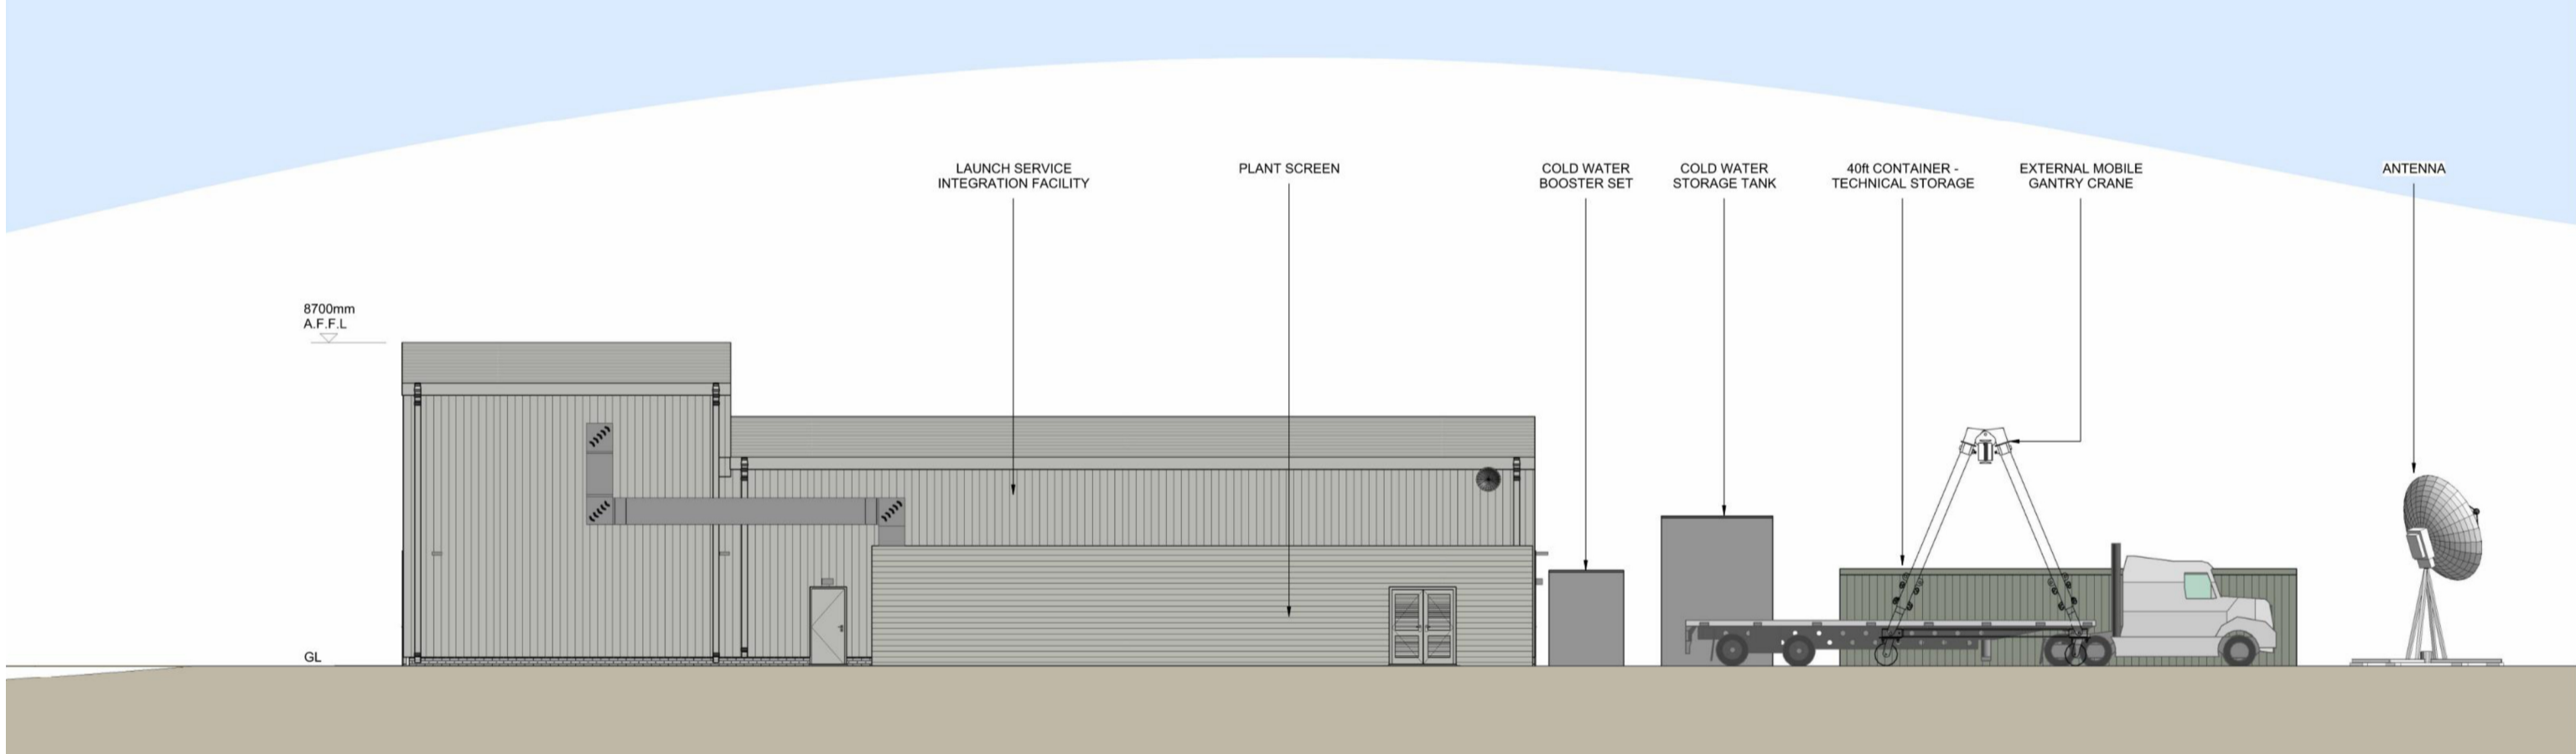 LAUNCH SERVICE
INTEGRATION FACILITY
PLANT SCREEN
COLD WATER
BOOSTER SET
COLD WATER
STORAGE TANK
40ft CONTAINER -
TECHNICAL STORAGE
EXTERNAL MOBILE
GANTRY CRANE
ANTENNA
8700mm
A.F.F.L
GL